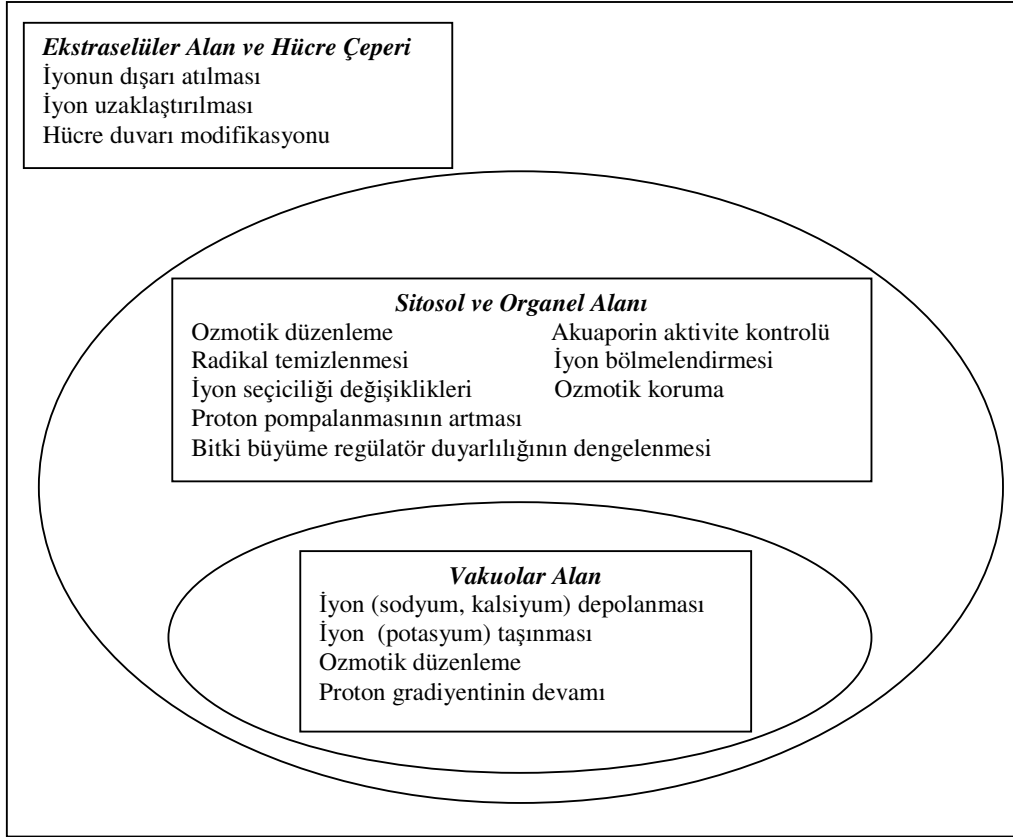 Ekstraselüler Alan ve Hücre Çeperi
İyonun dışarı atılması
İyon uzaklaştırılması
Hücre duvarı modifikasyonu
Sitosol ve Organel Alanı
Ozmotik düzenleme Akuaporin aktivite kontrolü
Radikal temizlenmesi İyon bölmelendirmesi
İyon seçiciliği değişiklikleri Ozmotik koruma
Proton pompalanmasının artması
Bitki büyüme regülatör duyarlılığının dengelenmesi
Vakuolar Alan
İyon (sodyum, kalsiyum) depolanması
İyon (potasyum) taşınması
Ozmotik düzenleme
Proton gradiyentinin devamı